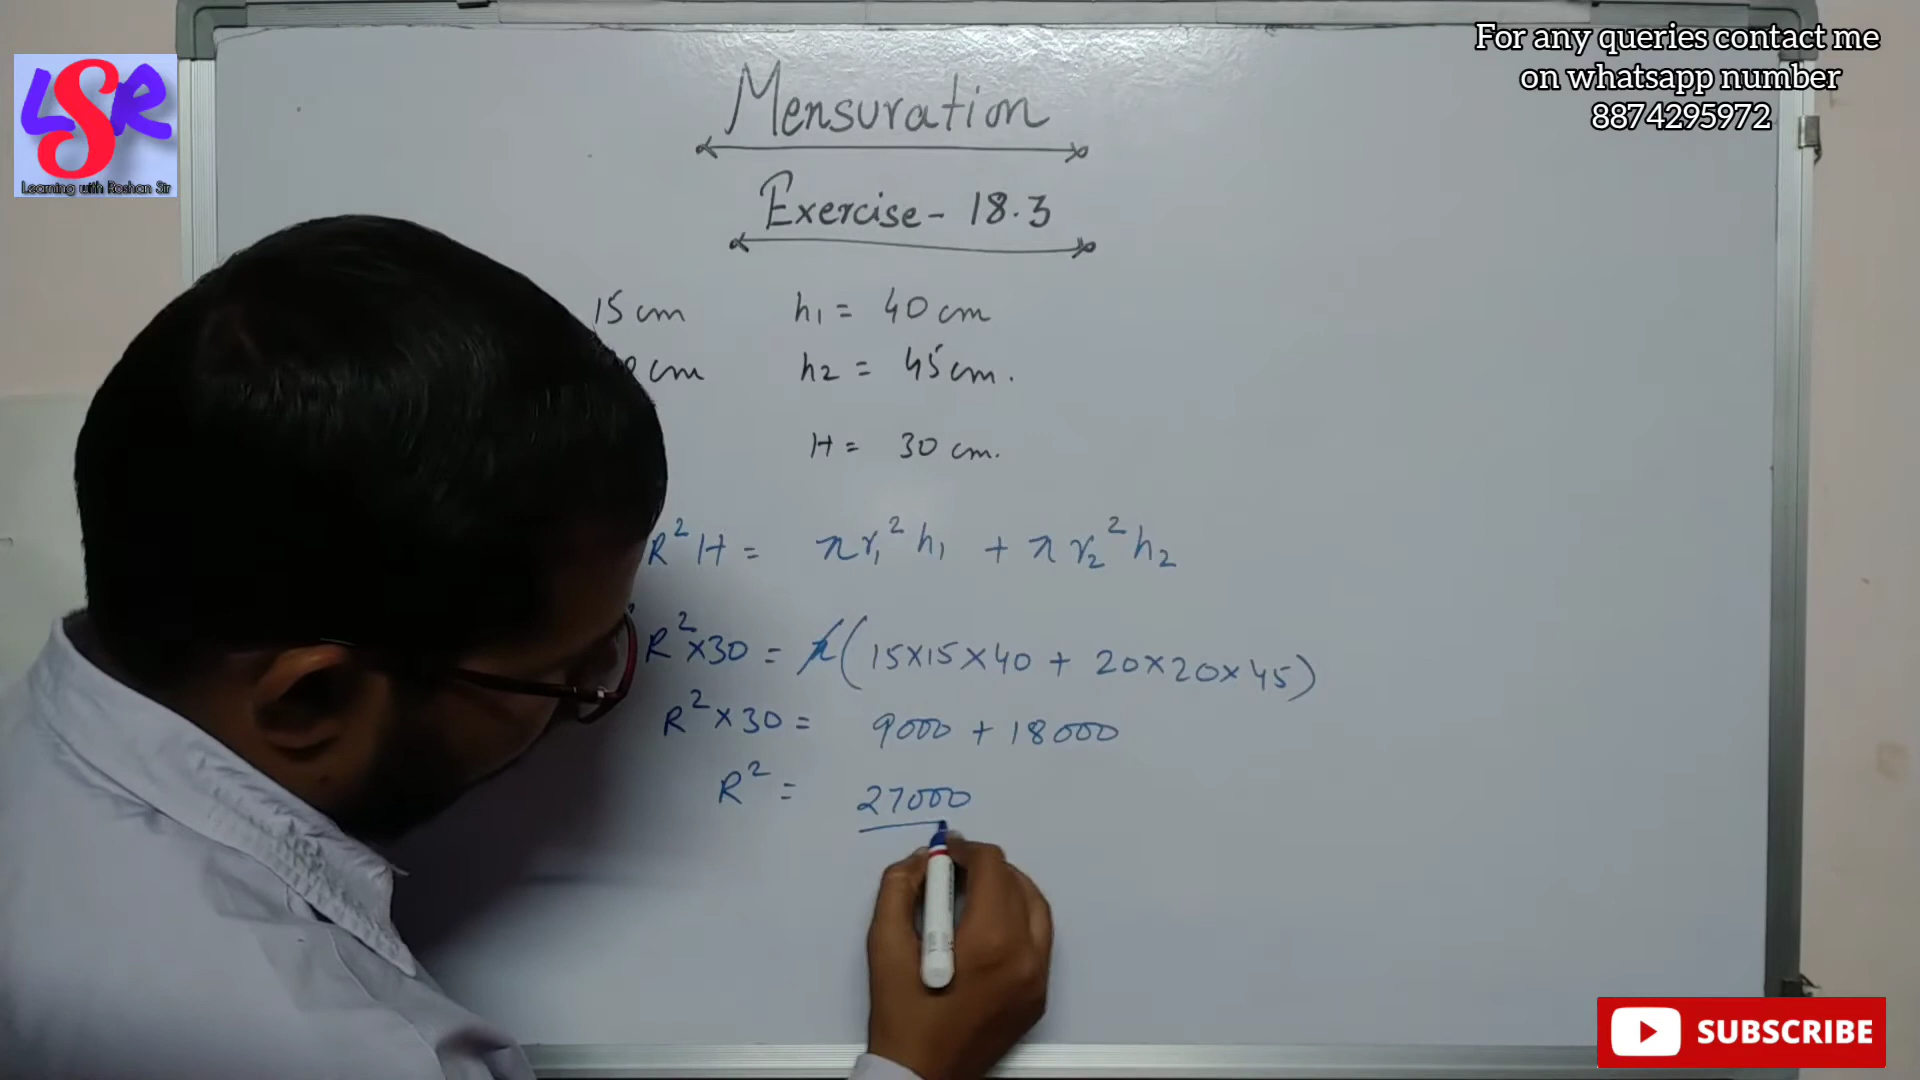 For any queries contact me
on whatsapp number
8874295972
LSR
Learning with Roshan Sir
Mensuration
Exercise - 18.3
15 cm h₁ = 40 cm
cm h₂ = 45 cm.
H = 30 cm.
R²H = πr₁²h₁ + πr₂²h₂
R²×30 = π(15×15×40 + 20×20×45)
R²×30 = 9000 + 18000
R² = 27000
SUBSCRIBE